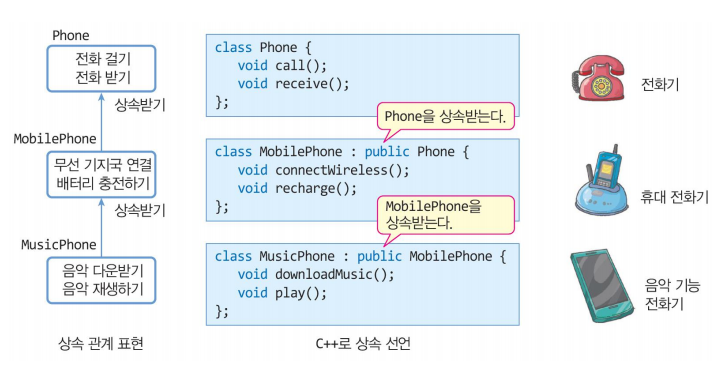 Phone
전화 걸기
전화 받기
상속받기
MobilePhone
무선 기지국 연결
배터리 충전하기
상속받기
MusicPhone
음악 다운받기
음악 재생하기
상속 관계 표현
class Phone {
void call();
void receive();
};
Phone을 상속받는다.
class MobilePhone : public Phone {
void connectWireless();
void recharge();
};
MobilePhone을
상속받는다.
class MusicPhone : public MobilePhone {
void downloadMusic();
void play();
};
C++로 상속 선언
전화기
휴대 전화기
음악 기능
전화기